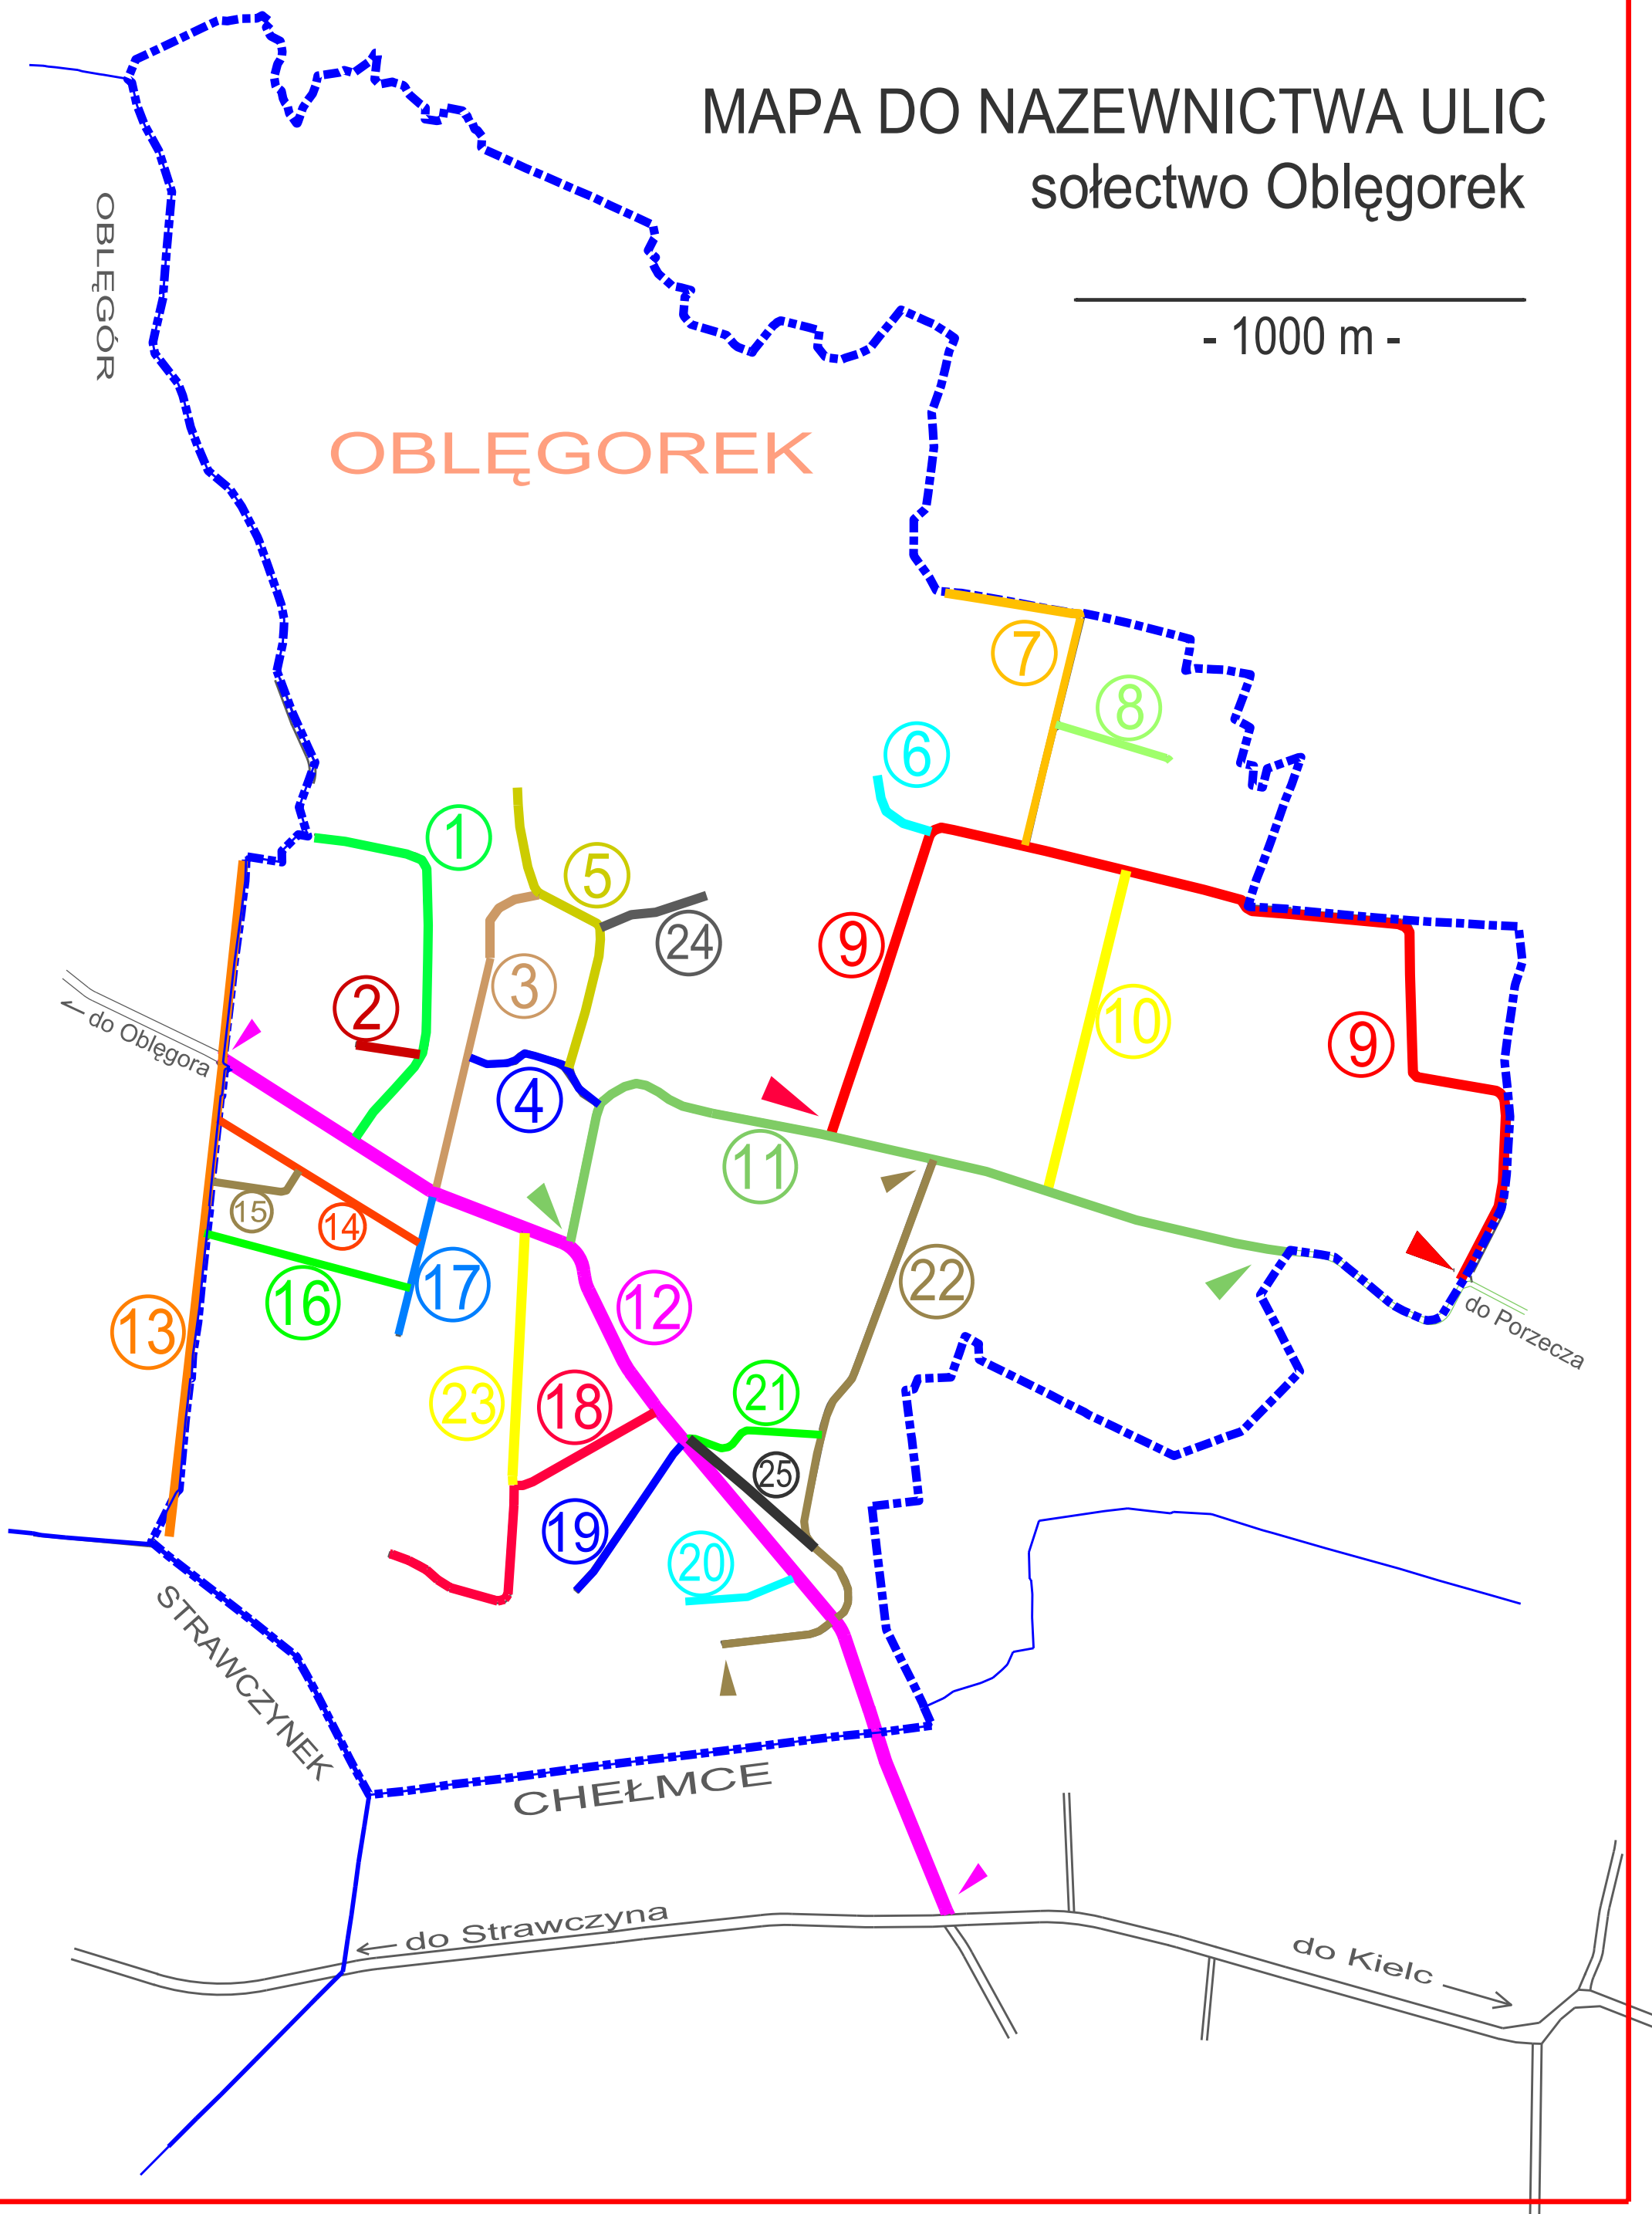 MAPA DO NAZEWNICTWA ULIC
sołectwo Oblęgorek
- 1000 m -
OBLĘGÓR
OBLĘGOREK
7
8
6
1
5
24
9
3
2
10
9
do Oblęgora
4
11
15
14
17
22
16
12
13
do Porzecza
23
18
21
25
19
20
STRAWCZYNEK
CHEŁMCE
do Strawczyna
do Kielc